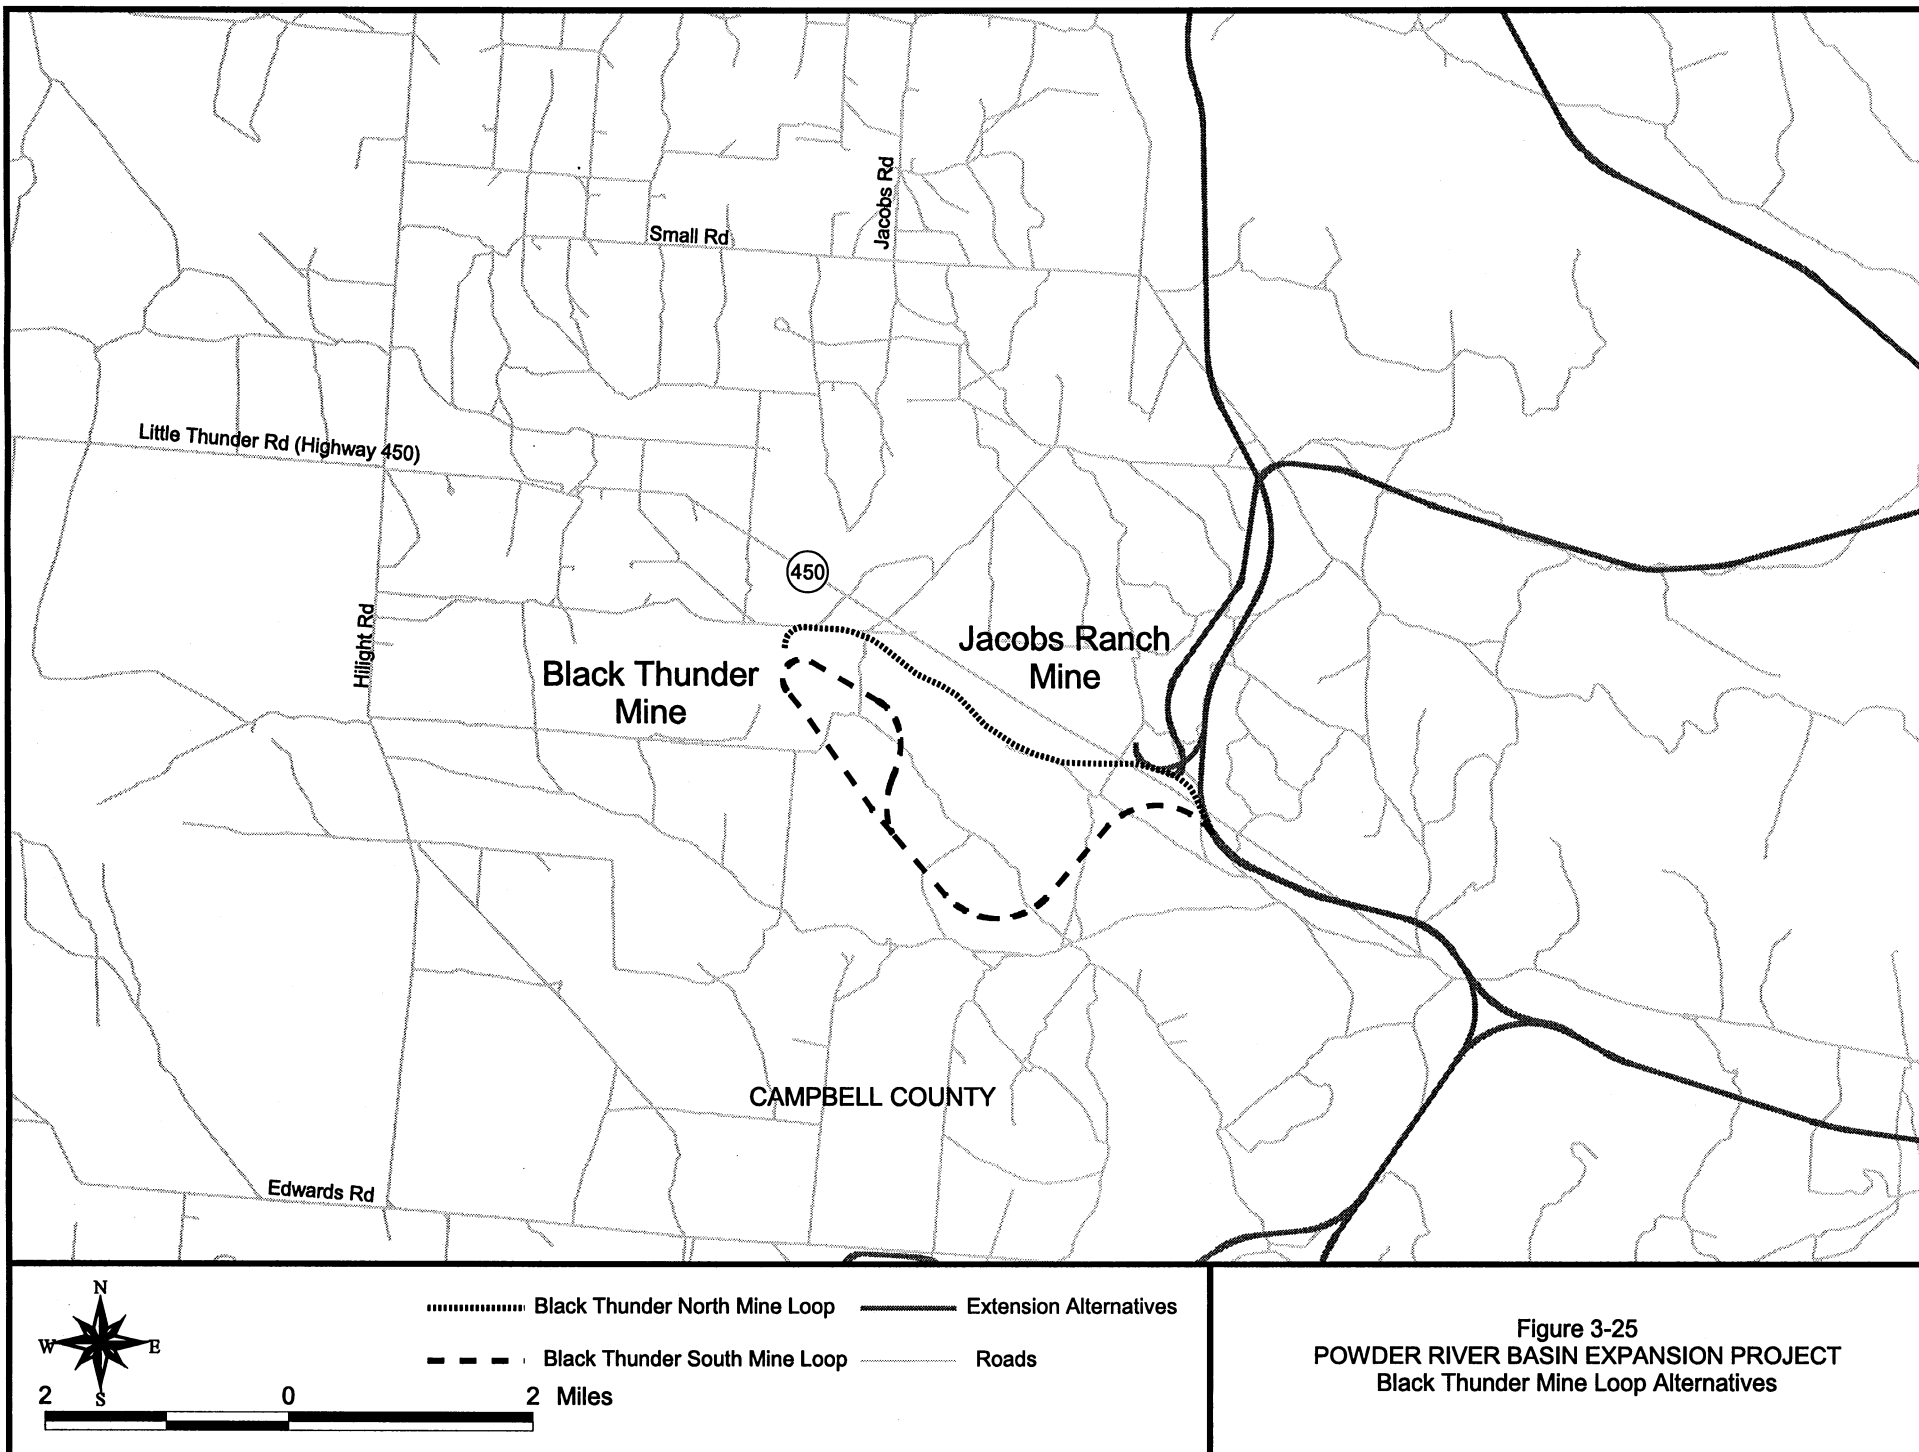 Jacobs Rd
Small Rd
Little Thunder Rd (Highway 450)
450
Hilight Rd
Jacobs Ranch
Mine
Black Thunder
Mine
CAMPBELL COUNTY
Edwards Rd
N
W E
S
2 0 2 Miles
Black Thunder North Mine Loop
Extension Alternatives
Black Thunder South Mine Loop
Roads
Figure 3-25
POWDER RIVER BASIN EXPANSION PROJECT
Black Thunder Mine Loop Alternatives